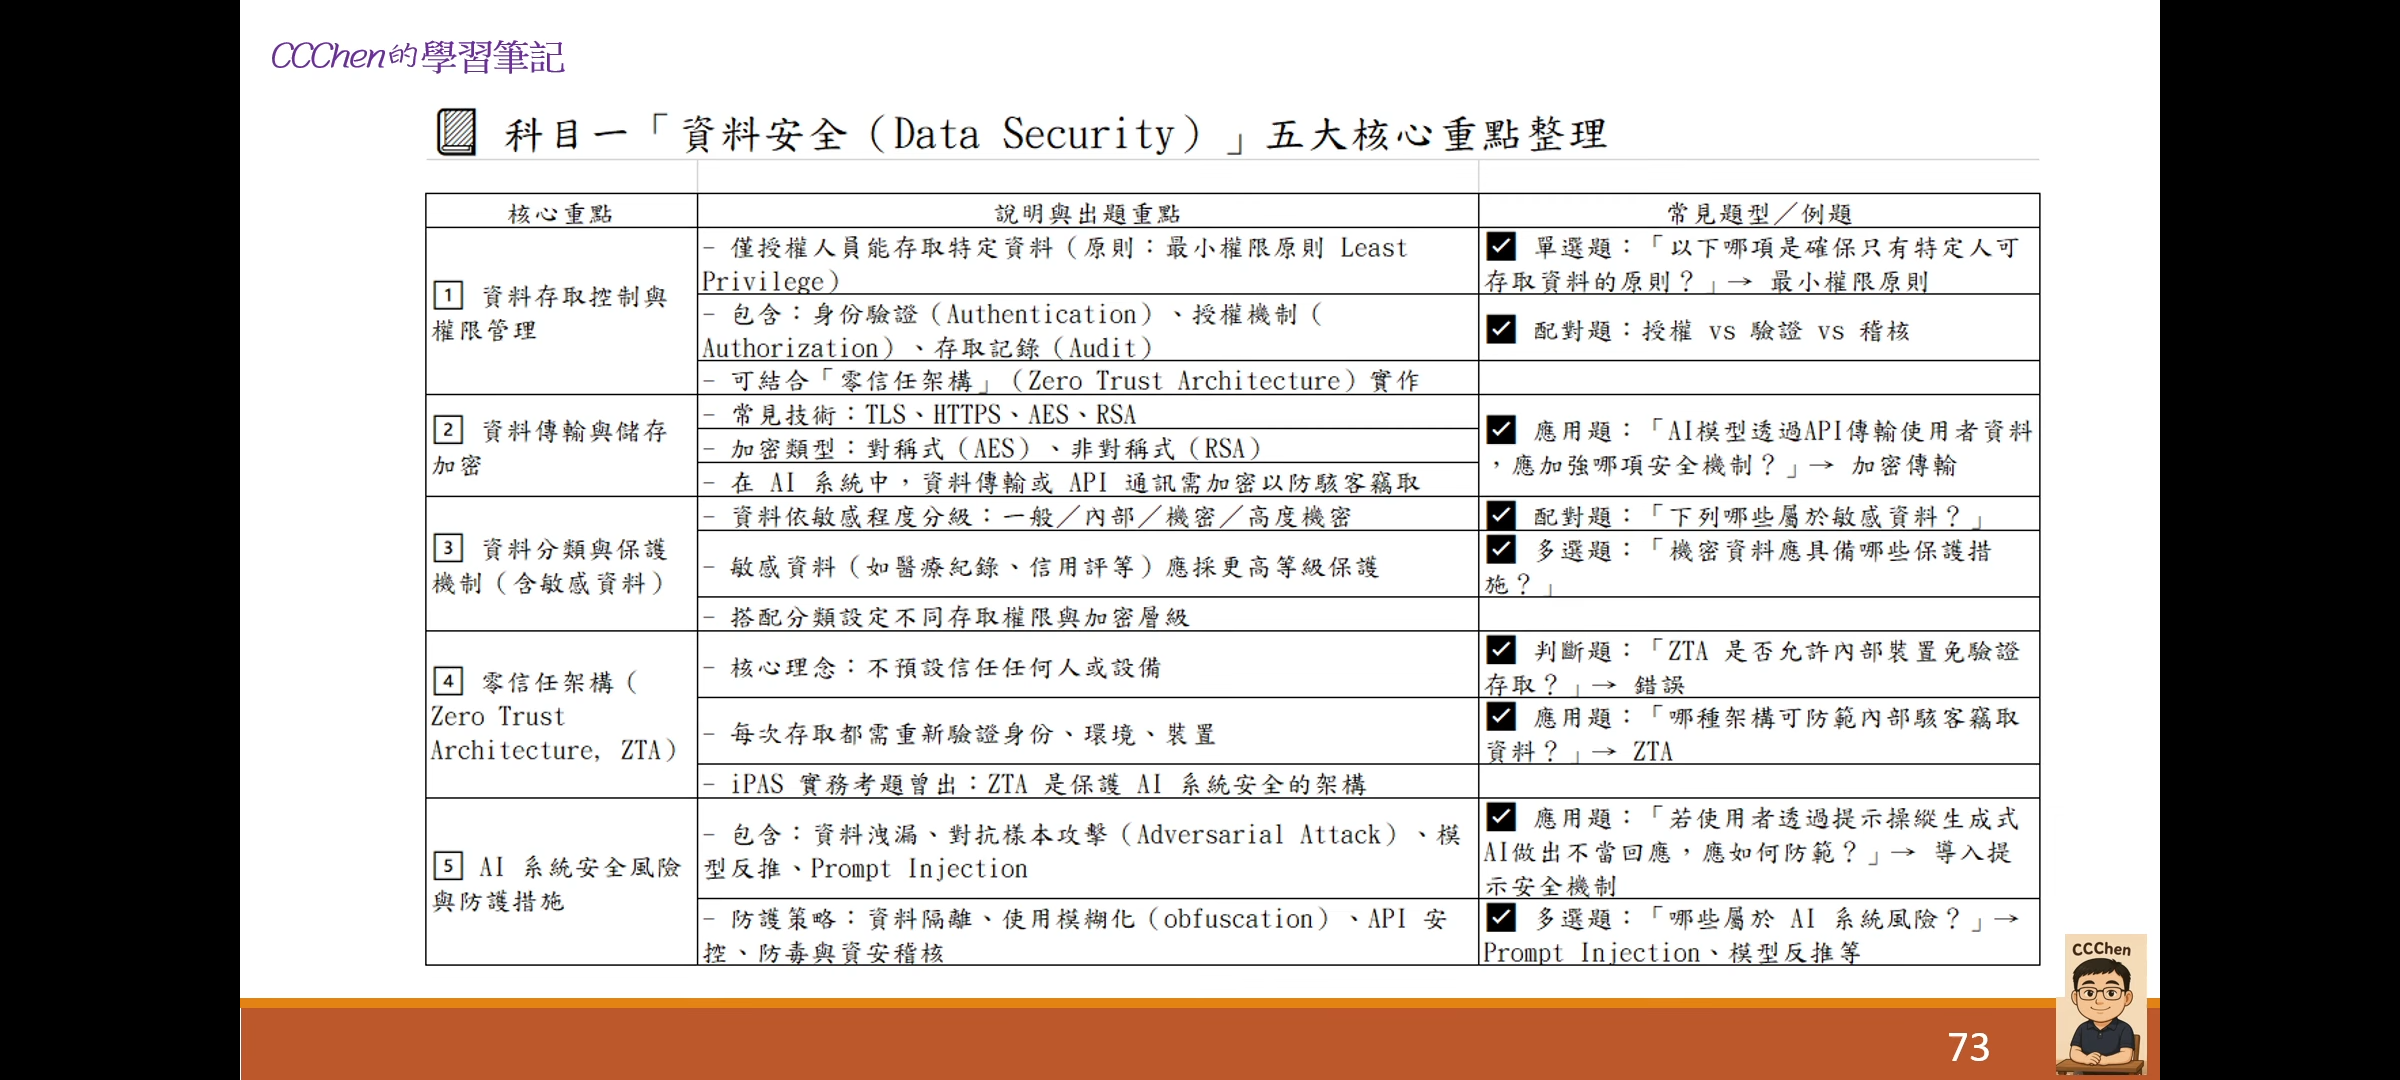 CCChen的學習筆記
科目一「資料安全（Data Security）」五大核心重點整理
核心重點
說明與出題重點
常見題型／例題
1 資料存取控制與
權限管理
- 僅授權人員能存取特定資料（原則：最小權限原則 Least
Privilege）
✓ 單選題：「以下哪項是確保只有特定人可
存取資料的原則？」→ 最小權限原則
- 包含：身份驗證（Authentication）、授權機制（
Authorization）、存取記錄（Audit）
✓ 配對題：授權 vs 驗證 vs 稽核
- 可結合「零信任架構」（Zero Trust Architecture）實作
2 資料傳輸與儲存
加密
- 常見技術：TLS、HTTPS、AES、RSA
- 加密類型：對稱式（AES）、非對稱式（RSA）
- 在 AI 系統中，資料傳輸或 API 通訊需加密以防駭客竊取
✓ 應用題：「AI模型透過API傳輸使用者資料
，應加強哪項安全機制？」→ 加密傳輸
3 資料分類與保護
機制（含敏感資料）
- 資料依敏感程度分級：一般／內部／機密／高度機密
✓ 配對題：「下列哪些屬於敏感資料？」
- 敏感資料（如醫療紀錄、信用評等）應採更高等級保護
✓ 多選題：「機密資料應具備哪些保護措
施？」
- 搭配分類設定不同存取權限與加密層級
4 零信任架構（
Zero Trust
Architecture, ZTA）
- 核心理念：不預設信任任何人或設備
✓ 判斷題：「ZTA 是否允許內部裝置免驗證
存取？」→ 錯誤
- 每次存取都需重新驗證身份、環境、裝置
✓ 應用題：「哪種架構可防範內部駭客竊取
資料？」→ ZTA
- iPAS 實務考題曾出：ZTA 是保護 AI 系統安全的架構
5 AI 系統安全風險
與防護措施
- 包含：資料洩漏、對抗樣本攻擊（Adversarial Attack）、模
型反推、Prompt Injection
✓ 應用題：「若使用者透過提示操縱生成式
AI做出不當回應，應如何防範？」→ 導入提
示安全機制
- 防護策略：資料隔離、使用模糊化（obfuscation）、API 安
控、防毒與資安稽核
✓ 多選題：「哪些屬於 AI 系統風險？」→
Prompt Injection、模型反推等
CCChen
73